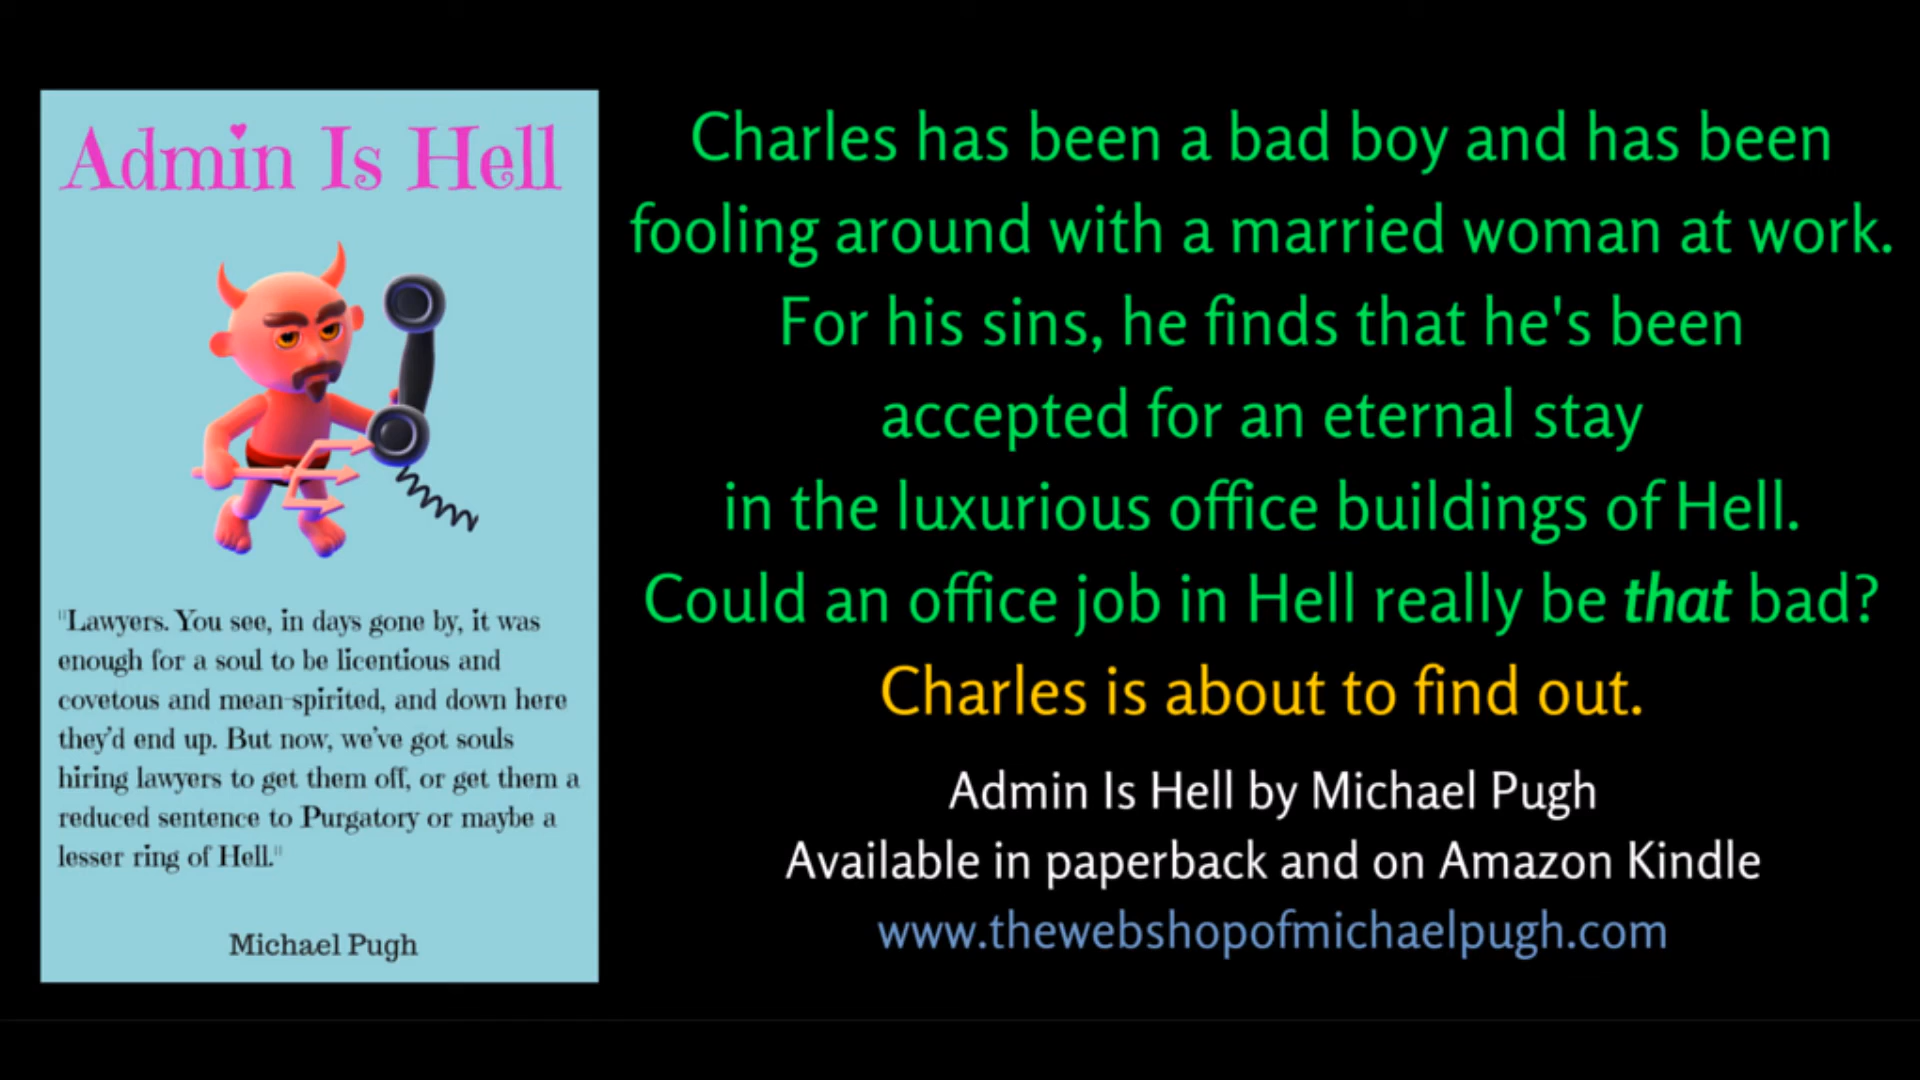 Admin Is Hell
"Lawyers. You see, in days gone by, it was
enough for a soul to be licentious and
covetous and mean-spirited, and down here
they'd end up. But now, we've got souls
hiring lawyers to get them off, or get them a
reduced sentence to Purgatory or maybe a
lesser ring of Hell."
Michael Pugh
Charles has been a bad boy and has been
fooling around with a married woman at work.
For his sins, he finds that he's been
accepted for an eternal stay
in the luxurious office buildings of Hell.
Could an office job in Hell really be that bad?
Charles is about to find out.
Admin Is Hell by Michael Pugh
Available in paperback and on Amazon Kindle
www.thewebshopofmichaelpugh.com